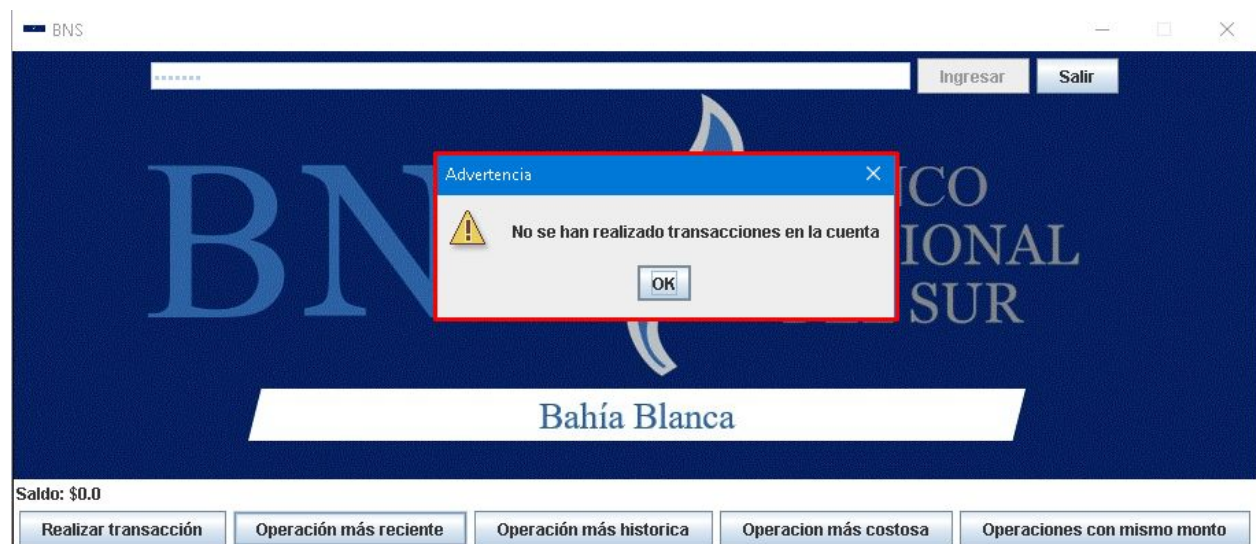 BNS
•••••••
Ingresar
Salir
BN
Advertencia
No se han realizado transacciones en la cuenta
OK
NCO
IONAL
SUR
Bahía Blanca
Saldo: $0.0
Realizar transacción
Operación más reciente
Operación más historica
Operacion más costosa
Operaciones con mismo monto